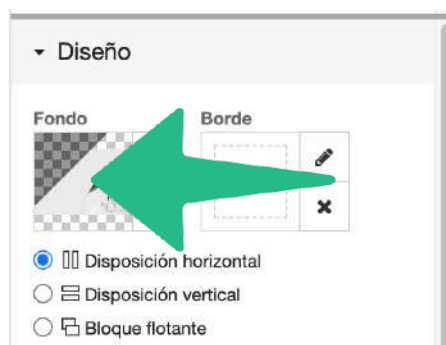 Diseño
Fondo Borde
Disposición horizontal
Disposición vertical
Bloque flotante